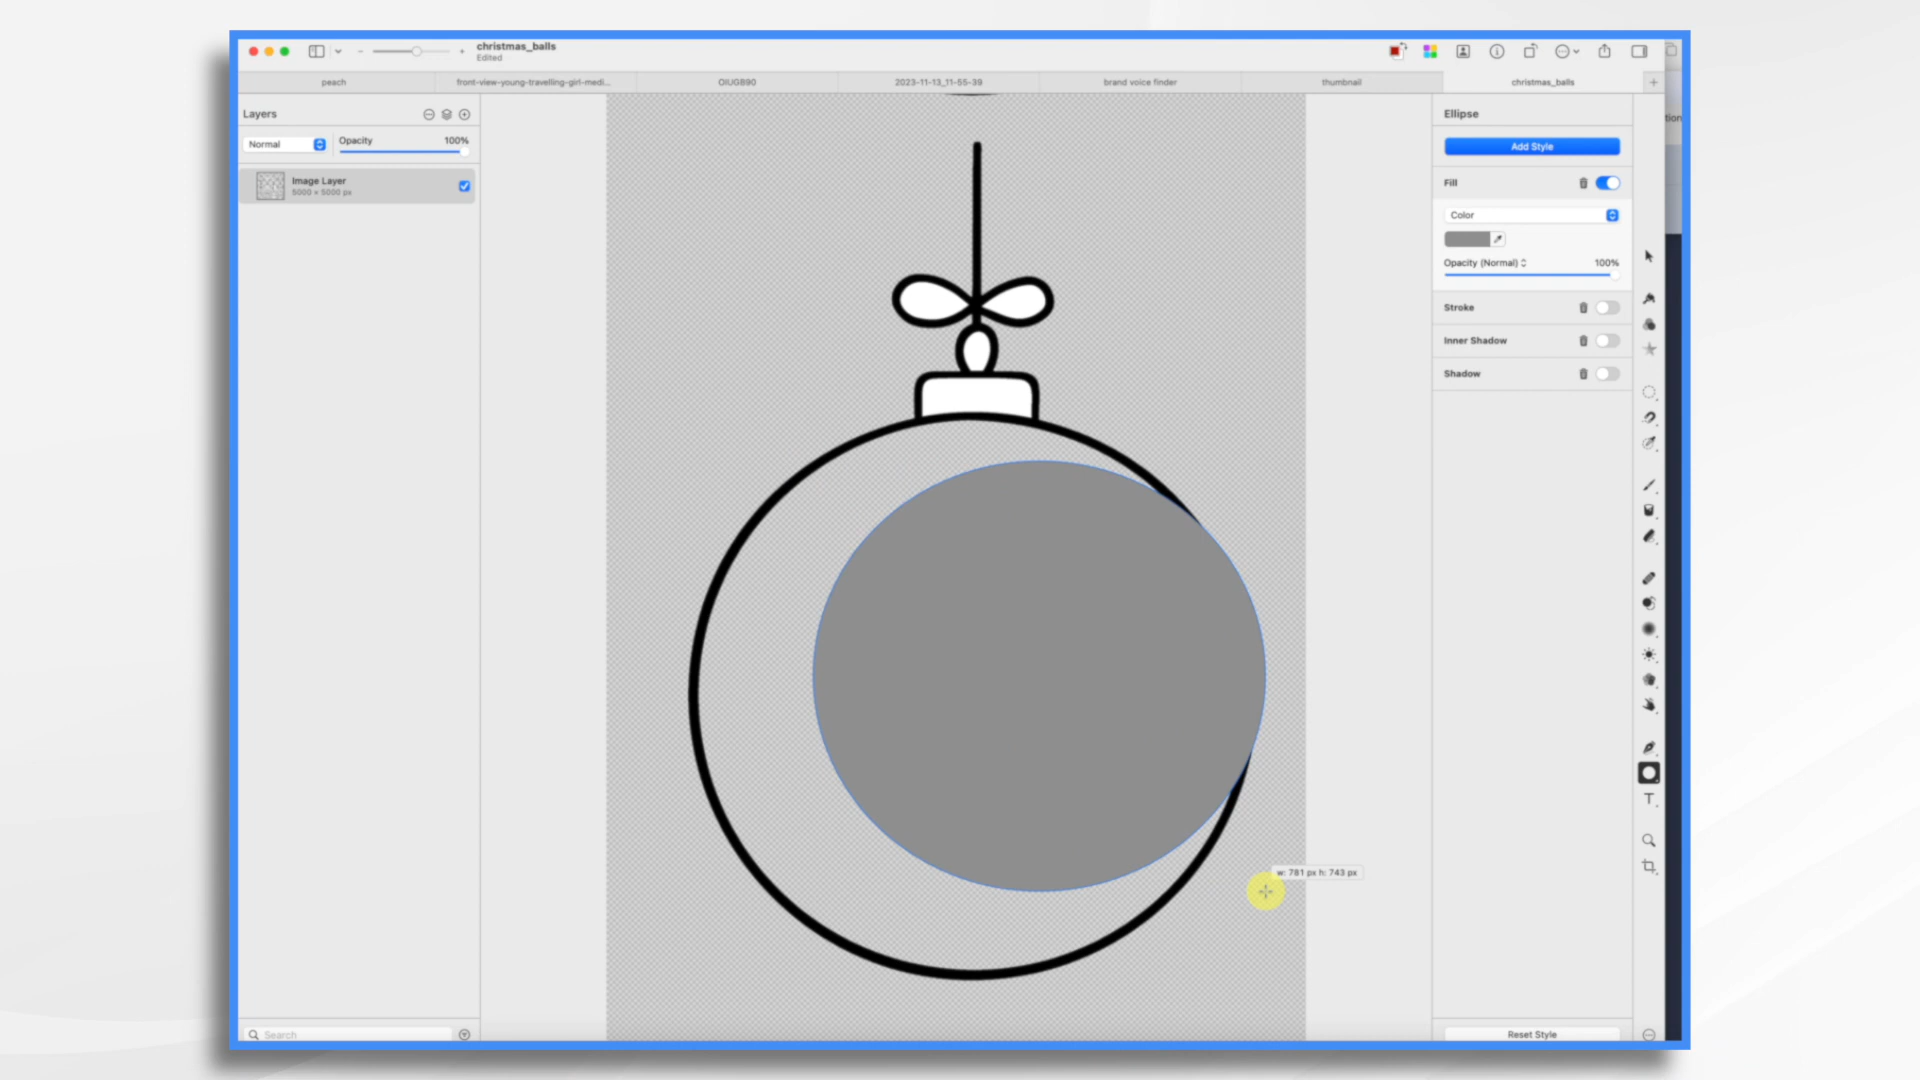 christmas_balls
Edited
peach
front-view-young-travelling-girl-medi...
OIUGB90
2023-11-13_11-55-39
brand voice finder
thumbnail
christmas_balls
tion
Layers
Normal
Opacity
100%
Image Layer
5000 × 5000 px
Ellipse
Add Style
Fill
Color
Opacity (Normal)
100%
Stroke
Inner Shadow
Shadow
T
w: 781 px h: 743 px
Search
Reset Style